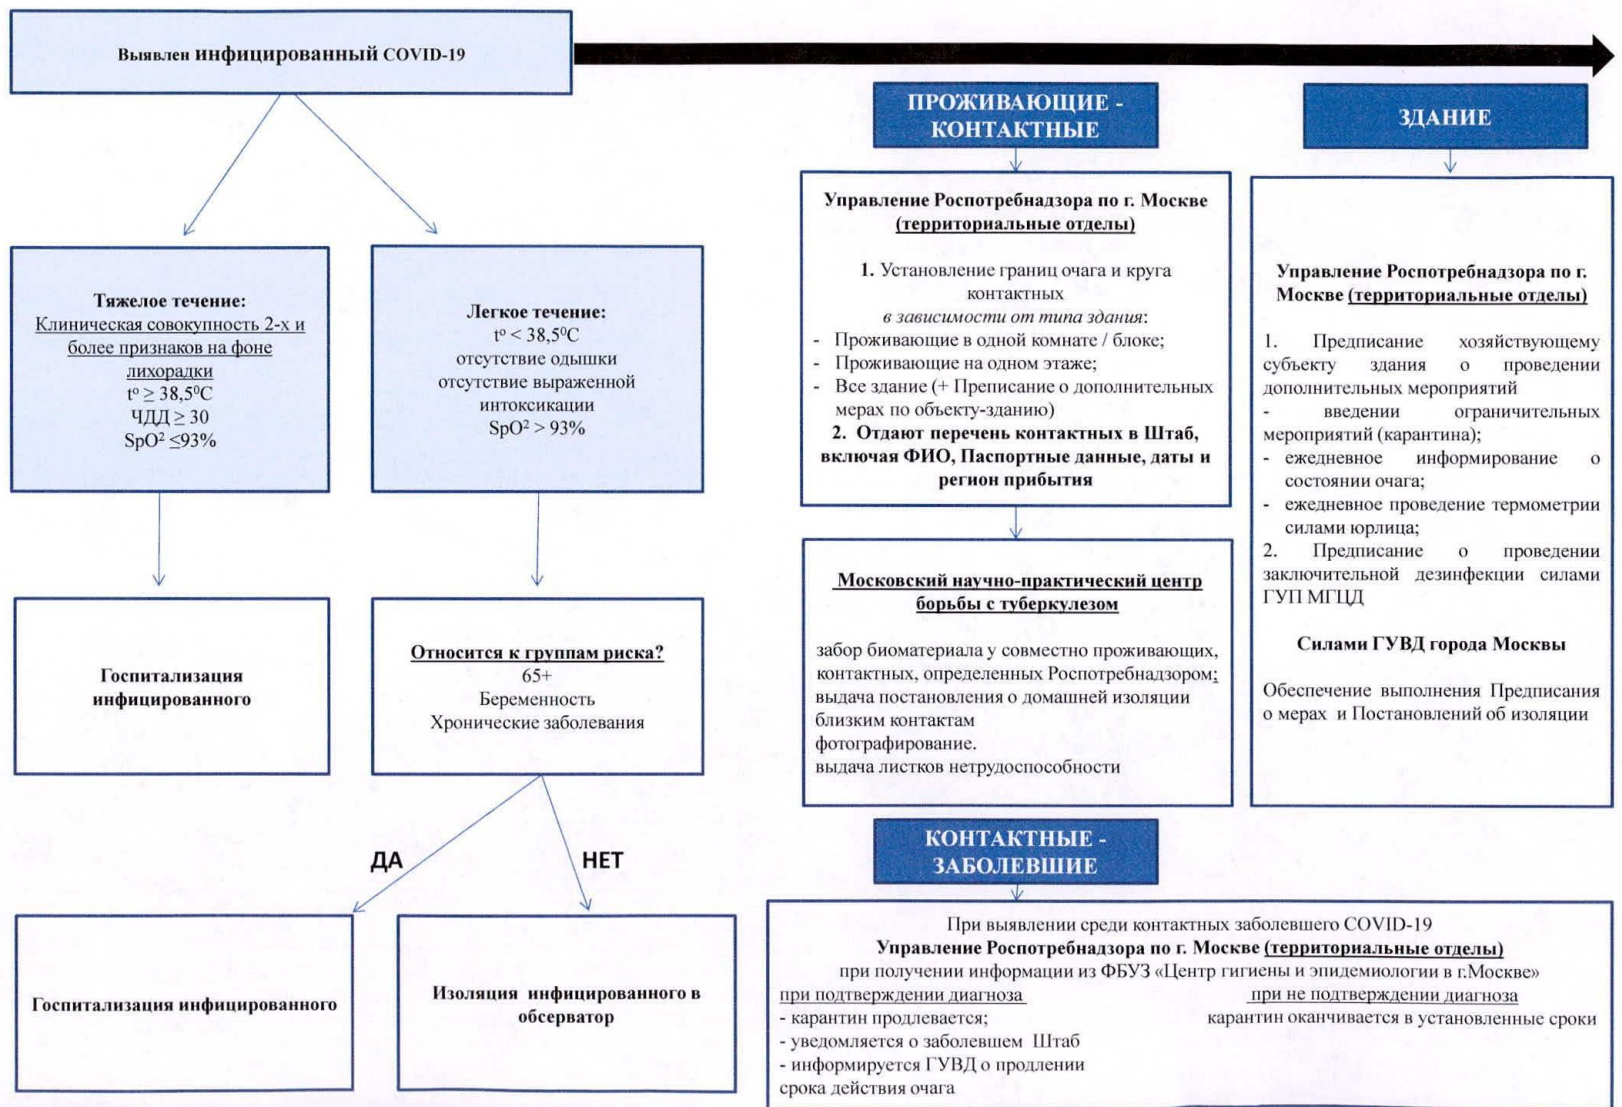 Выявлен инфицированный COVID-19
Тяжелое течение:
Клиническая совокупность 2-х и
более признаков на фоне
лихорадки
tº ≥ 38,5⁰C
ЧДД ≥ 30
SpO² ≤93%
Легкое течение:
tº < 38,5⁰C
отсутствие одышки
отсутствие выраженной
интоксикации
SpO² > 93%
Госпитализация
инфицированного
Относится к группам риска?
65+
Беременность
Хронические заболевания
ДА
НЕТ
Госпитализация инфицированного
Изоляция инфицированного в
обсерватор
ПРОЖИВАЮЩИЕ -
КОНТАКТНЫЕ
Управление Роспотребнадзора по г. Москве
(территориальные отделы)
1. Установление границ очага и круга
контактных
в зависимости от типа здания:
- Проживающие в одной комнате / блоке;
- Проживающие на одном этаже;
- Все здание (+ Преписание о дополнительных
мерах по объекту-зданию)
2. Отдают перечень контактных в Штаб,
включая ФИО, Паспортные данные, даты и
регион прибытия
Московский научно-практический центр
борьбы с туберкулезом
забор биоматериала у совместно проживающих,
контактных, определенных Роспотребнадзором;
выдача постановления о домашней изоляции
близким контактам
фотографирование.
выдача листков нетрудоспособности
ЗДАНИЕ
Управление Роспотребнадзора по г.
Москве (территориальные отделы)
1. Предписание хозяйствующему
субъекту здания о проведении
дополнительных мероприятий
- введении ограничительных
мероприятий (карантина);
- ежедневное информирование о
состоянии очага;
- ежедневное проведение термометрии
силами юрлица;
2. Предписание о проведении
заключительной дезинфекции силами
ГУП МГЦД
Силами ГУВД города Москвы
Обеспечение выполнения Предписания
о мерах и Постановлений об изоляции
КОНТАКТНЫЕ -
ЗАБОЛЕВШИЕ
При выявлении среди контактных заболевшего COVID-19
Управление Роспотребнадзора по г. Москве (территориальные отделы)
при получении информации из ФБУЗ «Центр гигиены и эпидемиологии в г.Москве»
при подтверждении диагноза
- карантин продлевается;
- уведомляется о заболевшем Штаб
- информируется ГУВД о продлении
срока действия очага
при не подтверждении диагноза
карантин оканчивается в установленные сроки